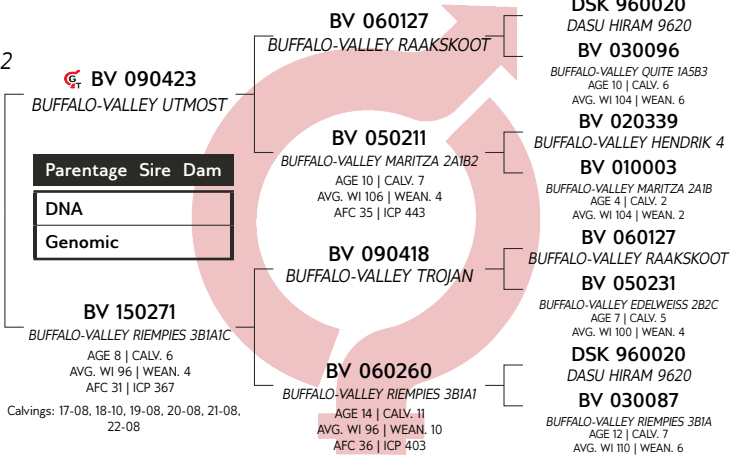 2
GT BV 090423
BUFFALO-VALLEY UTMOST
Parentage Sire Dam
DNA
Genomic
BV 150271
BUFFALO-VALLEY RIEMPIES 3B1A1C
AGE 8 | CALV. 6
AVG. WI 96 | WEAN. 4
AFC 31 | ICP 367
Calvings: 17-08, 18-10, 19-08, 20-08, 21-08,
22-08
BV 060127
BUFFALO-VALLEY RAAKSKOOT
BV 050211
BUFFALO-VALLEY MARITZA 2A1B2
AGE 10 | CALV. 7
AVG. WI 106 | WEAN. 4
AFC 35 | ICP 443
BV 090418
BUFFALO-VALLEY TROJAN
BV 060260
BUFFALO-VALLEY RIEMPIES 3B1A1
AGE 14 | CALV. 11
AVG. WI 96 | WEAN. 10
AFC 36 | ICP 403
DSK 960020
DASU HIRAM 9620
BV 030096
BUFFALO-VALLEY QUITE 1A5B3
AGE 10 | CALV. 6
AVG. WI 104 | WEAN. 6
BV 020339
BUFFALO-VALLEY HENDRIK 4
BV 010003
BUFFALO-VALLEY MARITZA 2A1B
AGE 4 | CALV. 2
AVG. WI 104 | WEAN. 2
BV 060127
BUFFALO-VALLEY RAAKSKOOT
BV 050231
BUFFALO-VALLEY EDELWEISS 2B2C
AGE 7 | CALV. 5
AVG. WI 100 | WEAN. 4
DSK 960020
DASU HIRAM 9620
BV 030087
BUFFALO-VALLEY RIEMPIES 3B1A
AGE 12 | CALV. 7
AVG. WI 110 | WEAN. 6